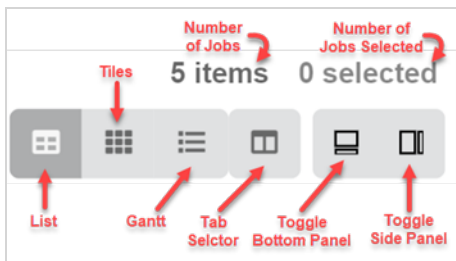 Number
of Jobs
Number of
Jobs Selected
Tiles
5 items
0 selected
List
Gantt
Tab
Selctor
Toggle
Bottom Panel
Toggle
Side Panel